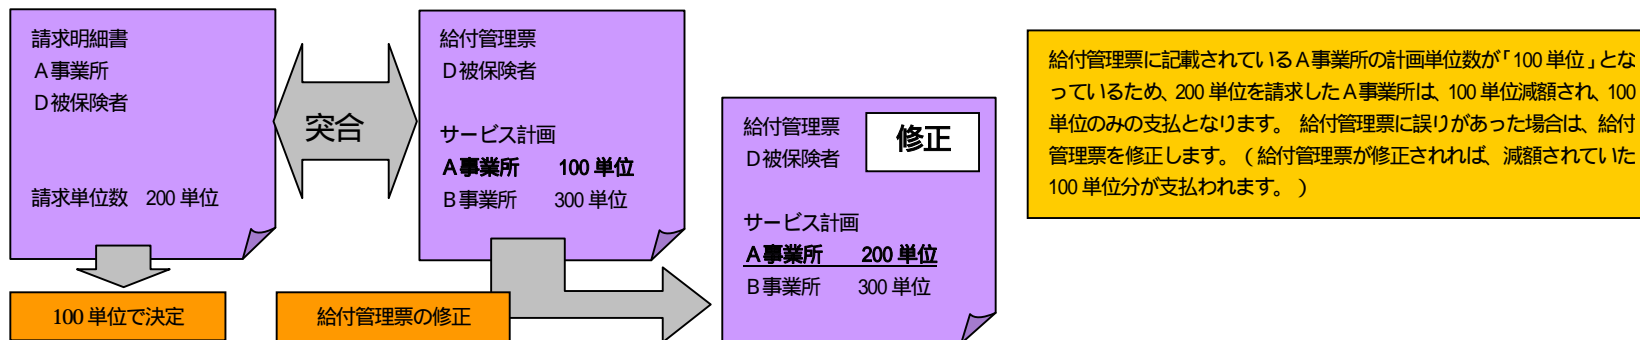 請求明細書
A事業所
D被保険者
請求単位数 200 単位
100 単位で決定
突合
給付管理票
D被保険者
サービス計画
A事業所 100 単位
B事業所 300 単位
給付管理票の修正
給付管理票
D被保険者
修正
サービス計画
A事業所 200 単位
B事業所 300 単位
給付管理票に記載されているA事業所の計画単位数が「100 単位」とな
っているため、200 単位を請求したA事業所は、100 単位減額され、100
単位のみの支払となります。 給付管理票に誤りがあった場合は、給付
管理票を修正します。（給付管理票が修正されれば、減額されていた
100 単位分が支払われます。）